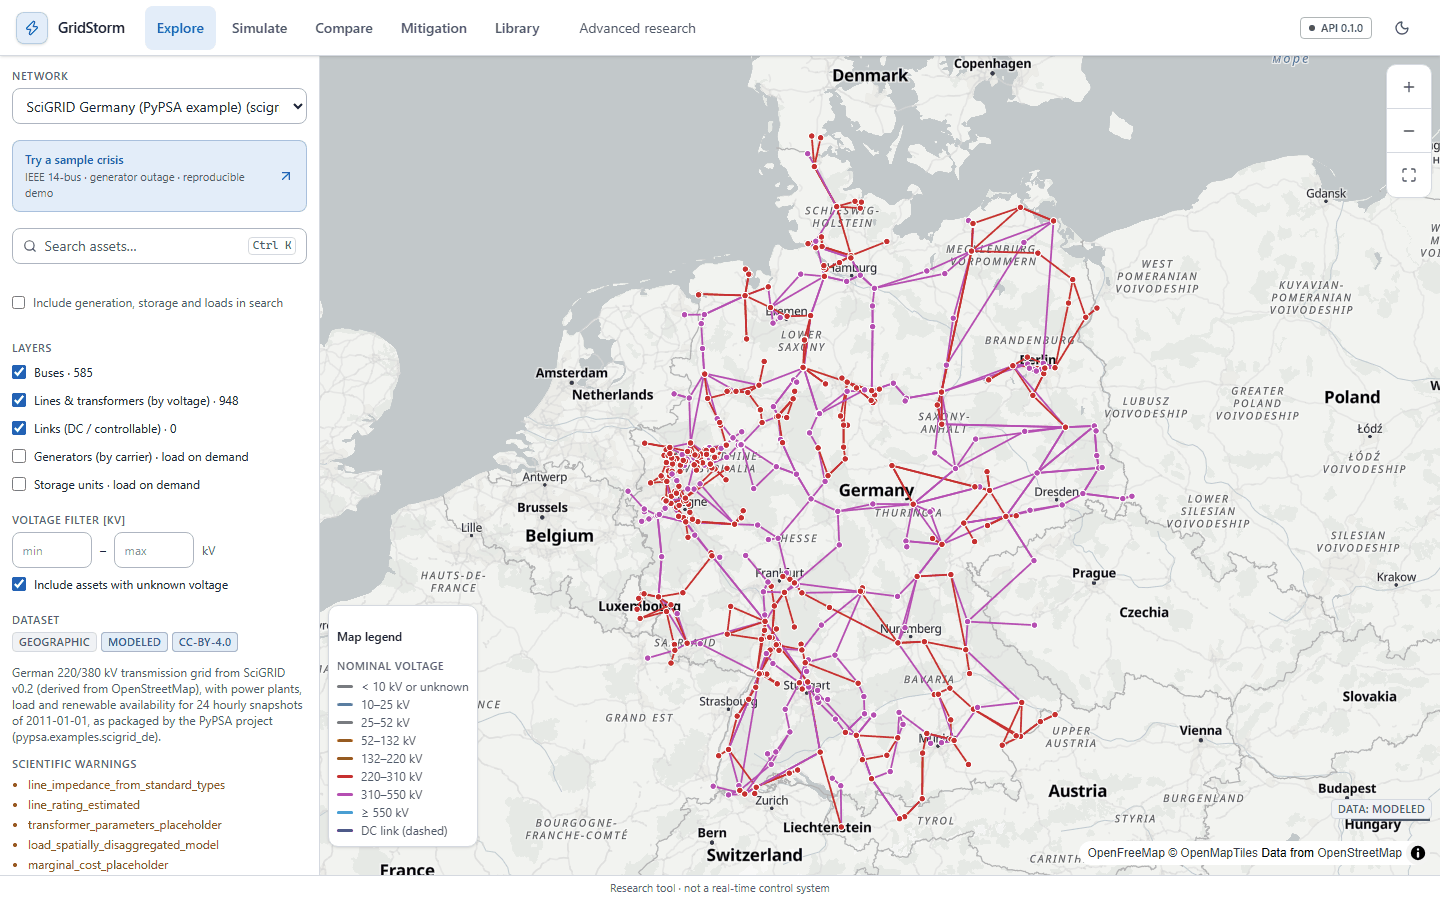 GridStorm
Explore
Simulate
Compare
Mitigation
Library
Advanced research
API 0.1.0
NETWORK
SciGRID Germany (PyPSA example) (scigr
Try a sample crisis
IEEE 14-bus · generator outage · reproducible
demo
Search assets...
Ctrl K
Include generation, storage and loads in search
LAYERS
Buses · 585
Lines & transformers (by voltage) · 948
Links (DC / controllable) · 0
Generators (by carrier) · load on demand
Storage units · load on demand
VOLTAGE FILTER [KV]
min
–
max
kV
Include assets with unknown voltage
DATASET
GEOGRAPHIC
MODELED
CC-BY-4.0
German 220/380 kV transmission grid from SciGRID
v0.2 (derived from OpenStreetMap), with power plants,
load and renewable availability for 24 hourly snapshots
of 2011-01-01, as packaged by the PyPSA project
(pypsa.examples.scigrid_de).
SCIENTIFIC WARNINGS
line_impedance_from_standard_types
line_rating_estimated
transformer_parameters_placeholder
load_spatially_disaggregated_model
marginal_cost_placeholder
Denmark
Copenhagen
Море
+
−
Gdansk
SCHLESWIG-
HOLSTEIN
Hamburg
MECKLENBURG-
VORPOMMERN
WEST
POMERANIAN
VOIVODESHIP
KUYAVIAN-
POMERANIAN
VOIVODESHIP
Bremen
LOWER
SAXONY
BRANDENBURG
Berlin
Amsterdam
Netherlands
SAXONY-
ANHALT
LUBUSZ
VOIVODESHIP
GREATER
POLAND
VOIVODESHIP
Poland
Łódź
ŁÓDŹ
VOIVODESHIP
Antwerp
Brussels
Belgium
Lille
Germany
THURINGIA
Dresden
LOWER
SILESIAN
VOIVODESHIP
SILESIAN
VOIVODESHIP
Krakow
HESSE
Frankfurt
HAUTS-DE-
FRANCE
Luxembourg
Prague
Czechia
Nuremberg
SAARLAND
BAVARIA
Stuttgart
Strasbourg
GRAND EST
Slovakia
Vienna
UPPER
AUSTRIA
Zurich
Austria
BURGENLAND
Budapest
Hungary
STYRIA
TYROL
Liechtenstein
Bern
Switzerland
BOURGOGNE-
FRANCHE-COMTÉ
France
CARINTH
Map legend
NOMINAL VOLTAGE
< 10 kV or unknown
10–25 kV
25–52 kV
52–132 kV
132–220 kV
220–310 kV
310–550 kV
≥ 550 kV
DC link (dashed)
DATA: MODELED
OpenFreeMap © OpenMapTiles Data from OpenStreetMap
Research tool · not a real-time control system